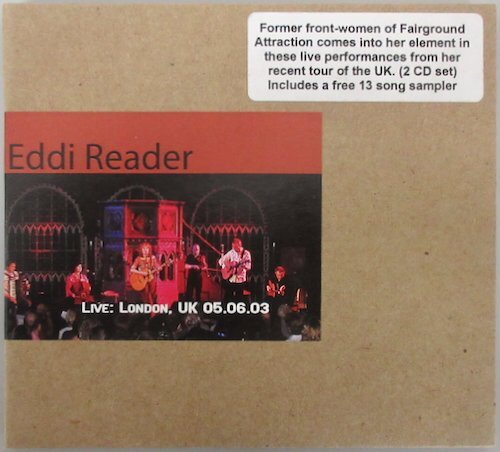 Former front-women of Fairground
Attraction comes into her element in
these live performances from her
recent tour of the UK. (2 CD set)
Includes a free 13 song sampler
Eddi Reader
LIVE: LONDON, UK 05.06.03